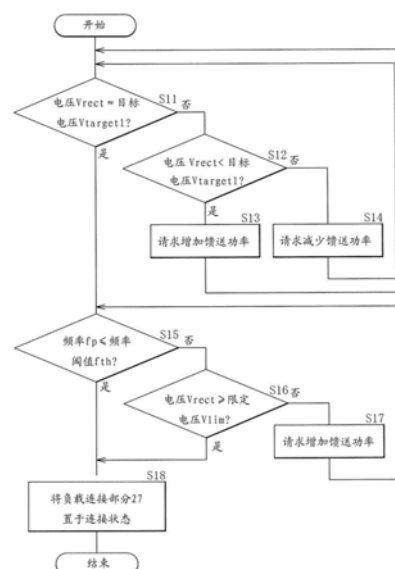 开始
S11
电压Vrect=目标
电压Vtarget1?
否
是
S12
电压Vrect<目标
电压Vtarget1?
否
是
S13
请求增加馈送功率
S14
请求减少馈送功率
S15
频率fp≤频率
阈值fth?
否
是
S16
电压Vrect≥限定
电压Vlim?
否
是
S17
请求增加馈送功率
S18
将负载连接部分27
置于连接状态
结束